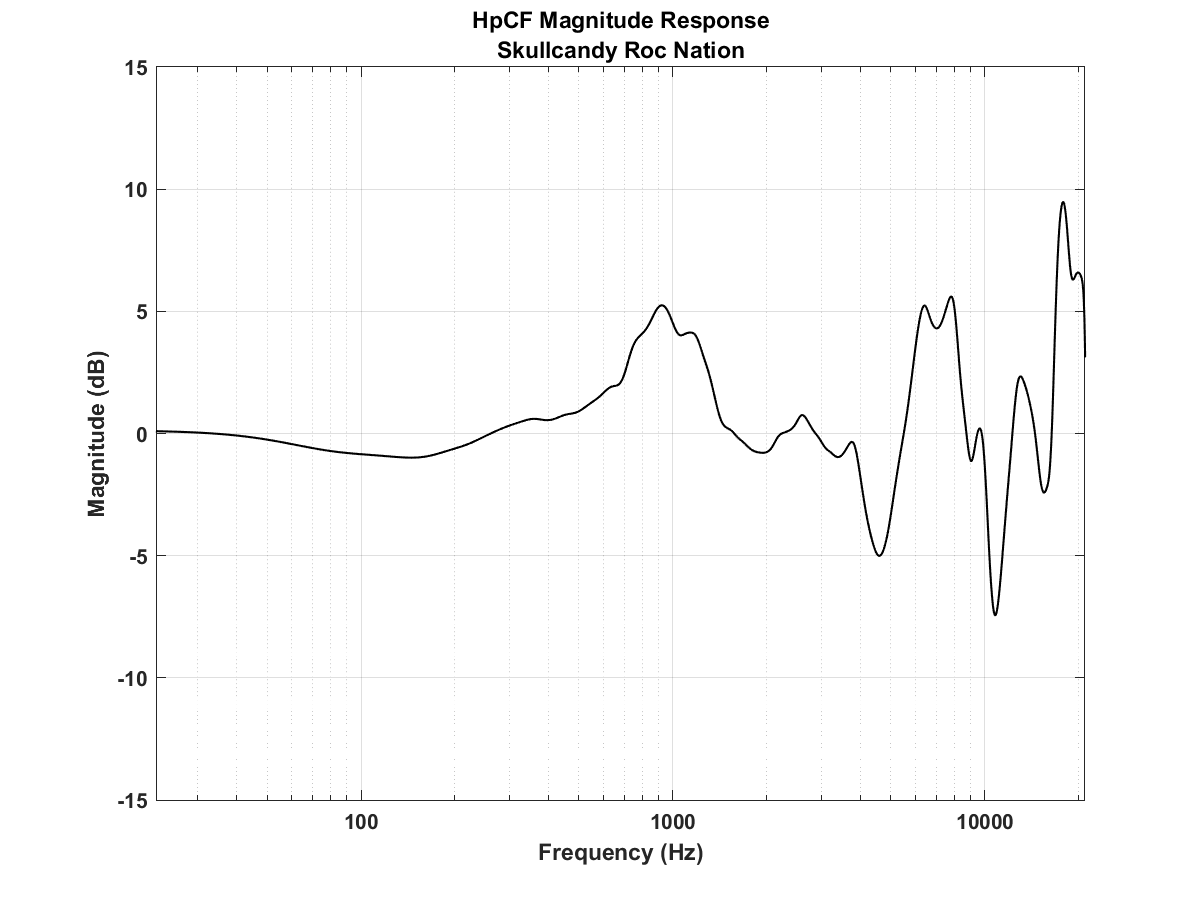 HpCF Magnitude Response
Skullcandy Roc Nation
15
10
5
0
-5
-10
-15
Magnitude (dB)
100
1000
10000
Frequency (Hz)